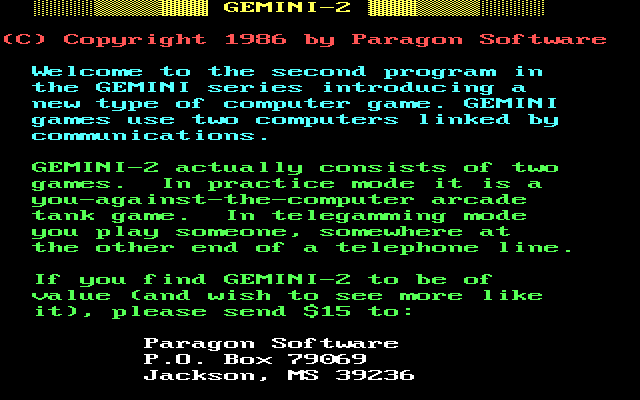 GEMINI-2
(C) Copyright 1986 by Paragon Software
Welcome to the second program in
the GEMINI series introducing a
new type of computer game. GEMINI
games use two computers linked by
communications.
GEMINI-2 actually consists of two
games.  In practice mode it is a
you-against-the-computer arcade
tank game.  In telegamming mode
you play someone, somewhere at
the other end of a telephone line.
If you find GEMINI-2 to be of
value (and wish to see more like
it), please send $15 to:
Paragon Software
P.O. Box 79069
Jackson, MS 39236